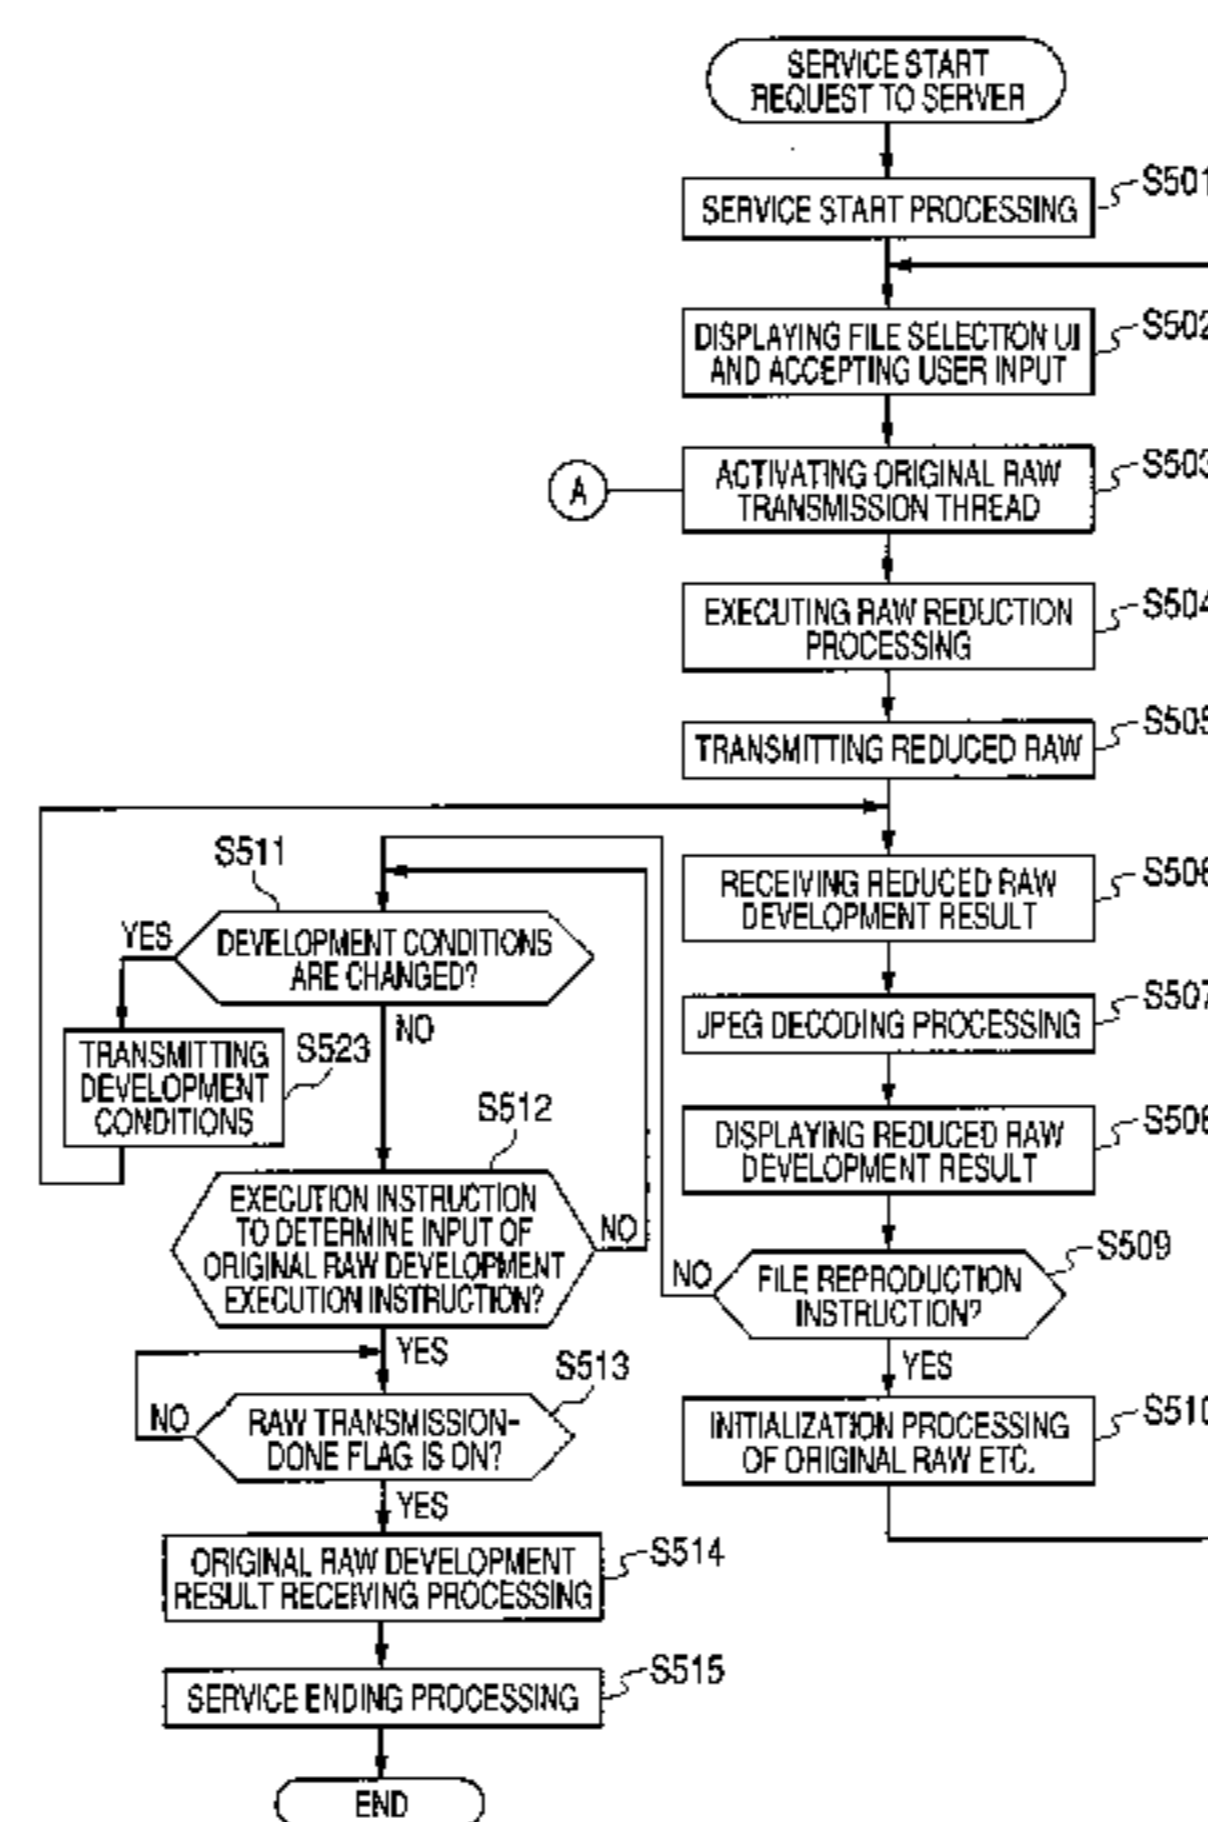 SERVICE START
REQUEST TO SERVER
S501
SERVICE START PROCESSING
S502
DISPLAYING FILE SELECTION UI
AND ACCEPTING USER INPUT
S503
A
ACTIVATING ORIGINAL RAW
TRANSMISSION THREAD
S504
EXECUTING RAW REDUCTION
PROCESSING
S505
TRANSMITTING REDUCED RAW
S506
RECEIVING REDUCED RAW
DEVELOPMENT RESULT
S507
JPEG DECODING PROCESSING
S508
DISPLAYING REDUCED RAW
DEVELOPMENT RESULT
S509
FILE REPRODUCTION
INSTRUCTION?
NO
YES
S510
INITIALIZATION PROCESSING
OF ORIGINAL RAW ETC.
S511
DEVELOPMENT CONDITIONS
ARE CHANGED?
YES
NO
S523
TRANSMITTING
DEVELOPMENT
CONDITIONS
S512
EXECUTION INSTRUCTION
TO DETERMINE INPUT OF
ORIGINAL RAW DEVELOPMENT
EXECUTION INSTRUCTION?
NO
YES
S513
RAW TRANSMISSION-
DONE FLAG IS ON?
NO
YES
S514
ORIGINAL RAW DEVELOPMENT
RESULT RECEIVING PROCESSING
S515
SERVICE ENDING PROCESSING
END